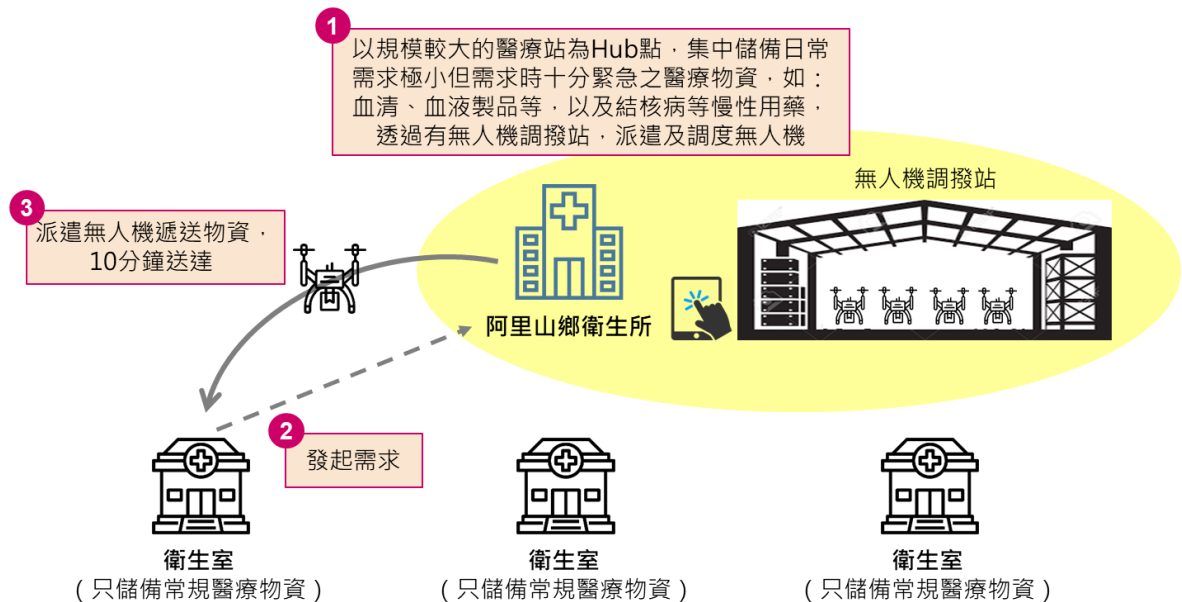 1
以規模較大的醫療站為Hub點，集中儲備日常
需求極小但需求時十分緊急之醫療物資，如：
血清、血液製品等，以及結核病等慢性用藥，
透過有無人機調撥站，派遣及調度無人機
無人機調撥站
3
派遣無人機遞送物資，
10分鐘送達
阿里山鄉衛生所
2
發起需求
衛生室
（只儲備常規醫療物資）
衛生室
（只儲備常規醫療物資）
衛生室
（只儲備常規醫療物資）